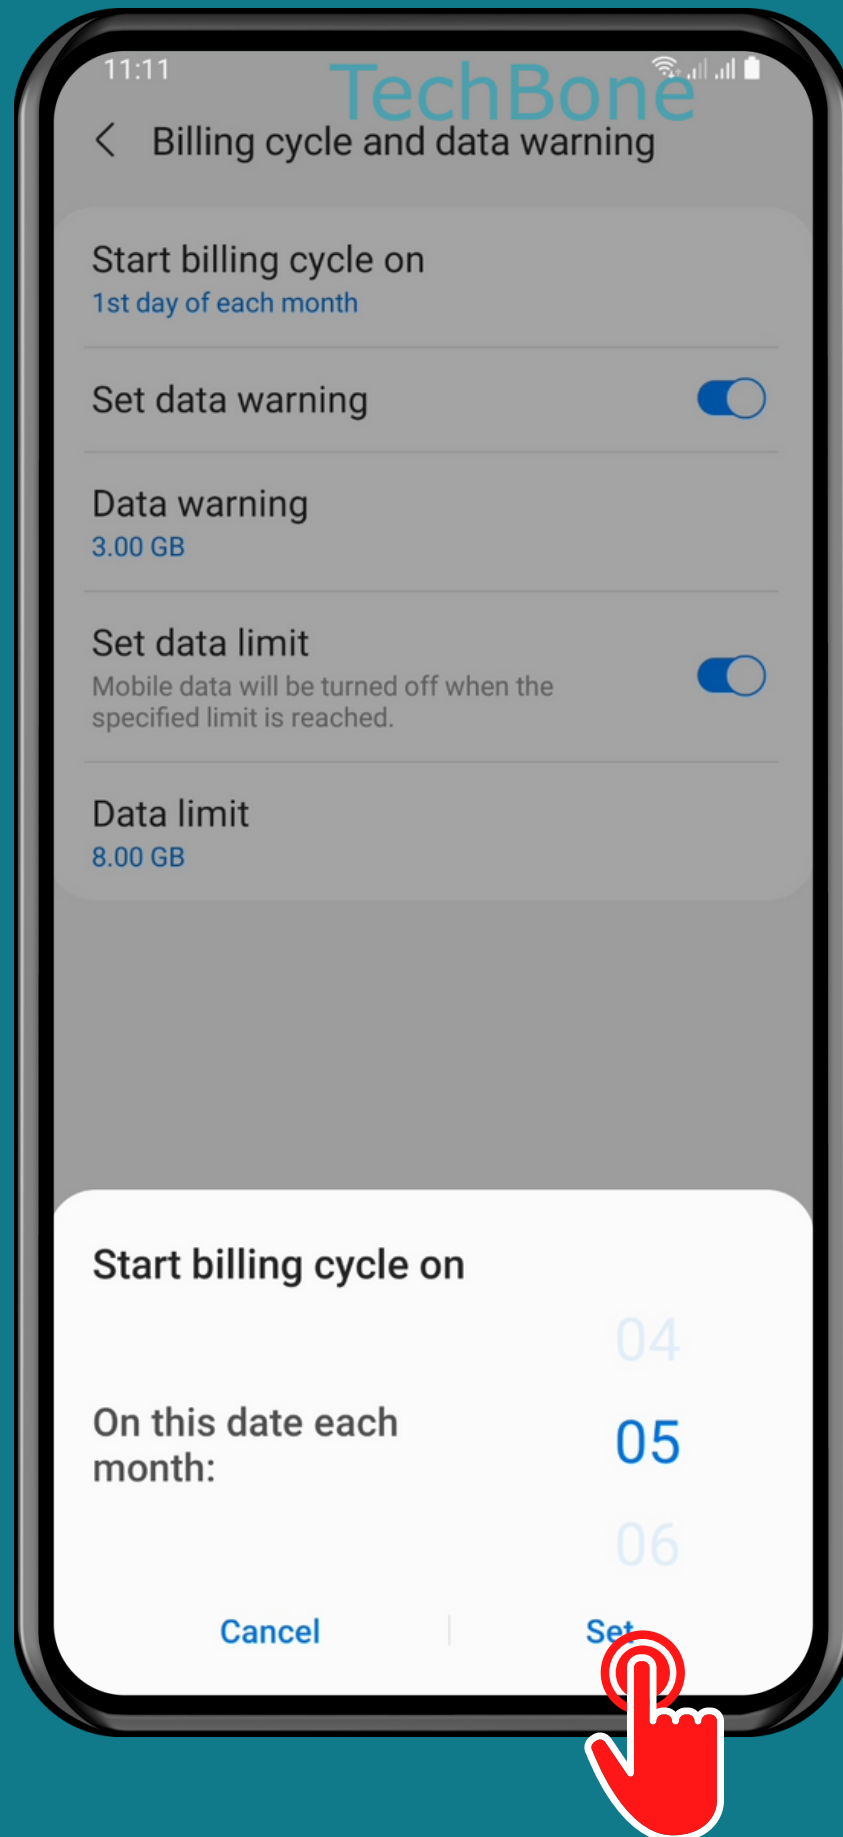 11:11
TechBone
Billing cycle and data warning
Start billing cycle on
1st day of each month
Set data warning
Data warning
3.00 GB
Set data limit
Mobile data will be turned off when the
specified limit is reached.
Data limit
8.00 GB
Start billing cycle on
04
On this date each
month:
05
06
Cancel
Set